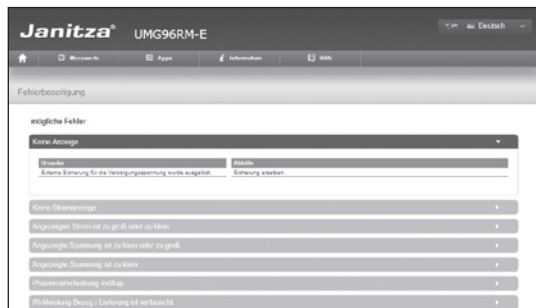 Janitza®
UMG96RM-E
Deutsch
Messwerte
Apps
Information
Hilfe
Fehlerbeseitigung
mögliche Fehler
Keine Anzeige
Ursache
Abhilfe
Externe Sicherung für die Versorgungsspannung wurde ausgelöst.
Sicherung ersetzen.
Keine Stromanzeige
Angezeigter Strom ist zu groß oder zu klein
Angezeigte Spannung ist zu klein oder zu groß
Angezeigte Spannung ist zu klein
Phasenverschiebung ind/kap.
Wirkleistung Bezug / Lieferung ist vertauscht